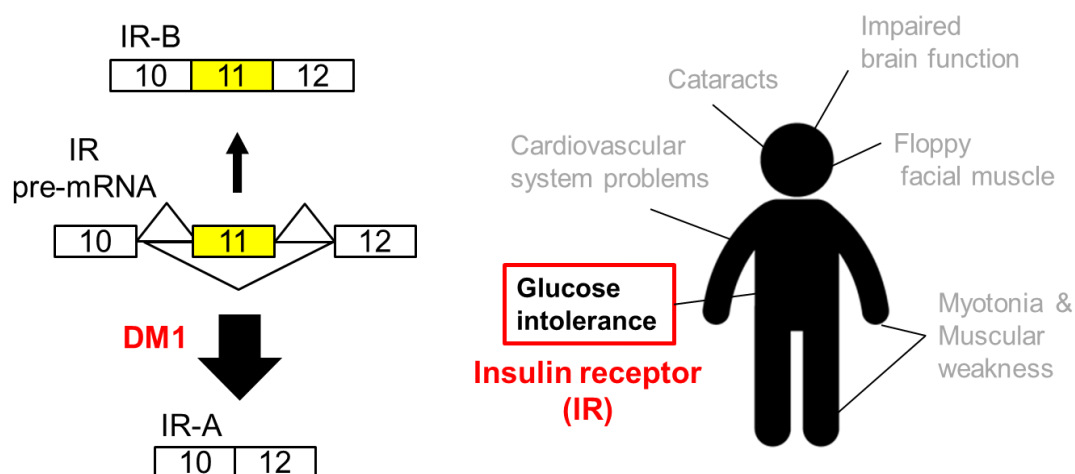 IR-B
10 11 12
IR
pre-mRNA
10 11 12
DM1
IR-A
10 12
Impaired
brain function
Cataracts
Cardiovascular
system problems
Floppy
facial muscle
Glucose
intolerance
Insulin receptor
(IR)
Myotonia &
Muscular
weakness